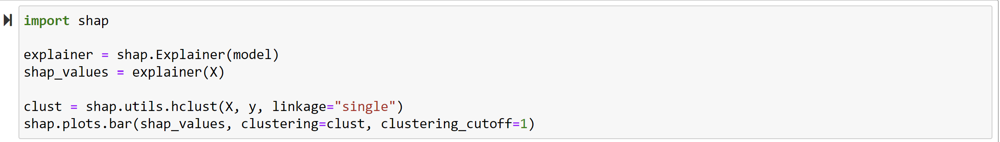 import shap
explainer = shap.Explainer(model)
shap_values = explainer(X)
clust = shap.utils.hclust(X, y, linkage="single")
shap.plots.bar(shap_values, clustering=clust, clustering_cutoff=1)